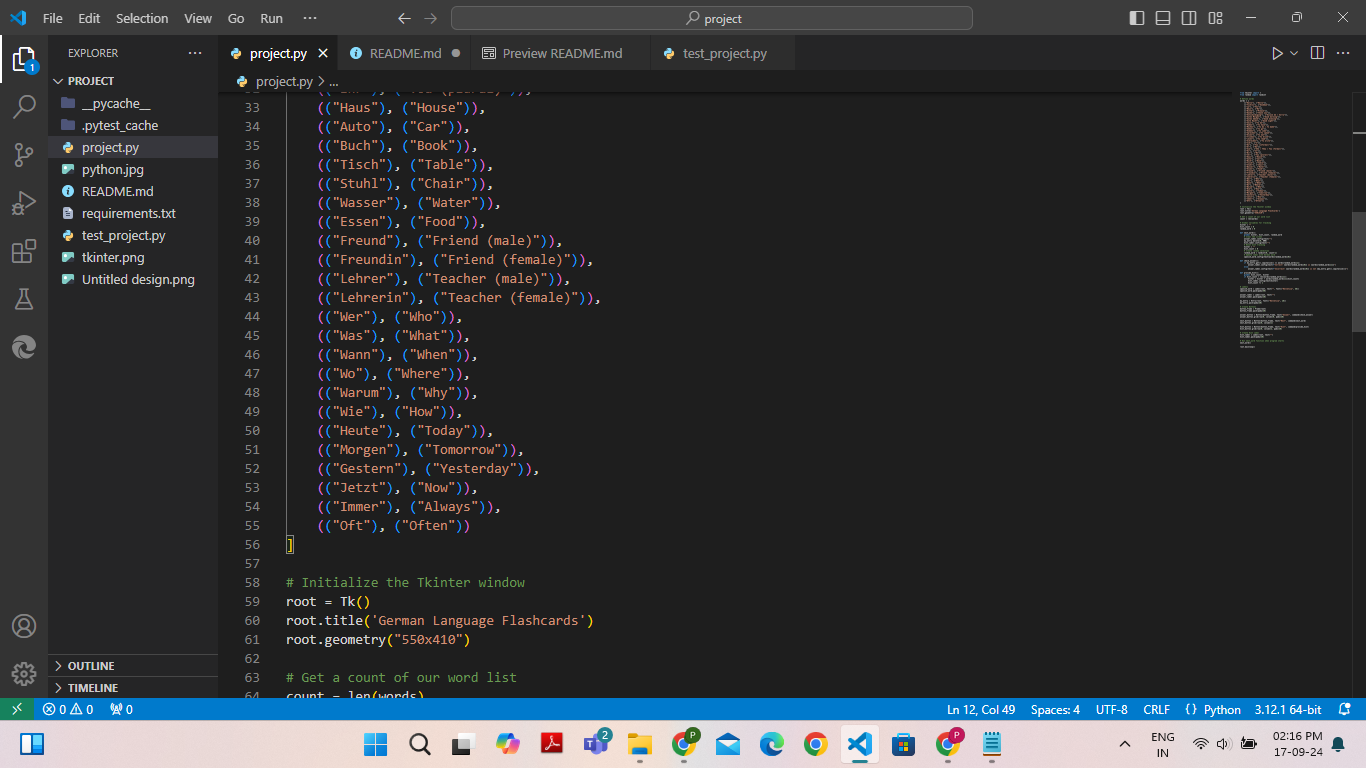 File Edit Selection View Go Run ··· project
EXPLORER ···
PROJECT
__pycache__
.pytest_cache
project.py
python.jpg
README.md
requirements.txt
test_project.py
tkinter.png
Untitled design.png
OUTLINE
TIMELINE
1
project.py README.md Preview README.md test_project.py
project.py > ...
33 (("Haus"), ("House")),
34 (("Auto"), ("Car")),
35 (("Buch"), ("Book")),
36 (("Tisch"), ("Table")),
37 (("Stuhl"), ("Chair")),
38 (("Wasser"), ("Water")),
39 (("Essen"), ("Food")),
40 (("Freund"), ("Friend (male)")),
41 (("Freundin"), ("Friend (female)")),
42 (("Lehrer"), ("Teacher (male)")),
43 (("Lehrerin"), ("Teacher (female)")),
44 (("Wer"), ("Who")),
45 (("Was"), ("What")),
46 (("Wann"), ("When")),
47 (("Wo"), ("Where")),
48 (("Warum"), ("Why")),
49 (("Wie"), ("How")),
50 (("Heute"), ("Today")),
51 (("Morgen"), ("Tomorrow")),
52 (("Gestern"), ("Yesterday")),
53 (("Jetzt"), ("Now")),
54 (("Immer"), ("Always")),
55 (("Oft"), ("Often"))
56 ]
57
58 # Initialize the Tkinter window
59 root = Tk()
60 root.title('German Language Flashcards')
61 root.geometry("550x410")
62
63 # Get a count of our word list
64 count = len(words)
0 0 0 Ln 12, Col 49 Spaces: 4 UTF-8 CRLF {} Python 3.12.1 64-bit
2 P P ENG 02:16 PM
IN 17-09-24